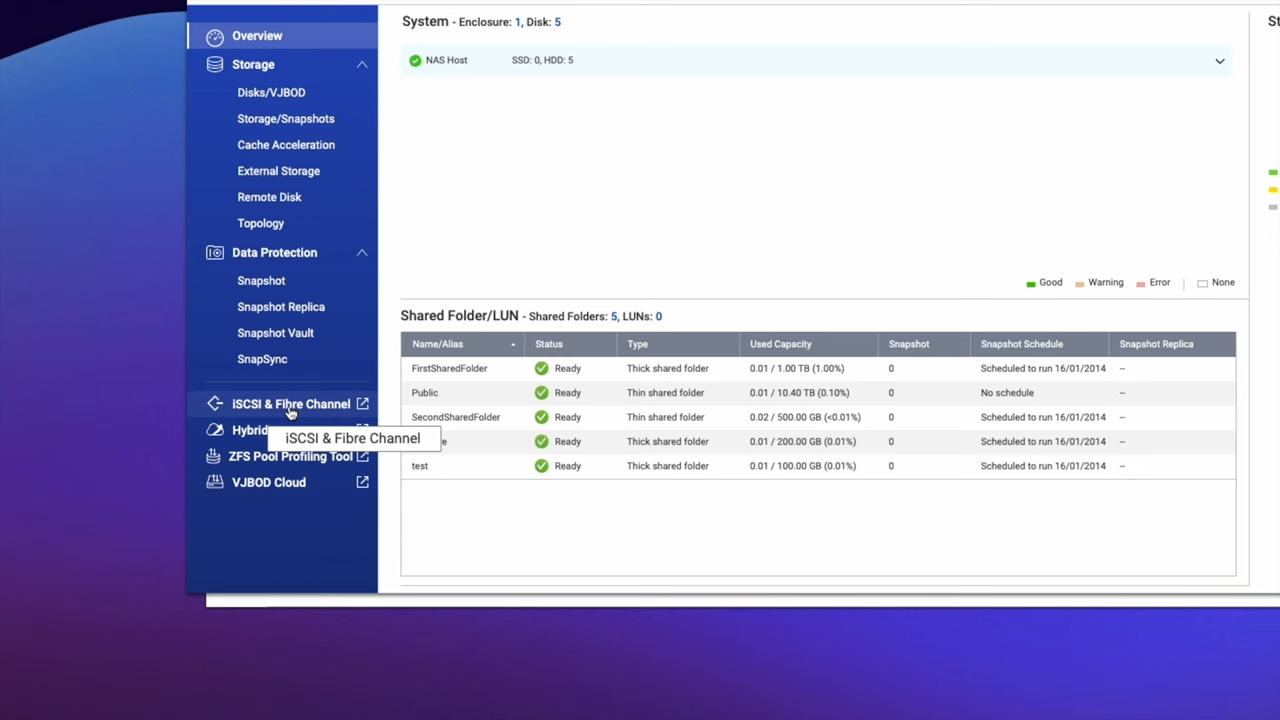 Overview
Storage
Disks/VJBOD
Storage/Snapshots
Cache Acceleration
External Storage
Remote Disk
Topology
Data Protection
Snapshot
Snapshot Replica
Snapshot Vault
SnapSync
iSCSI & Fibre Channel
iSCSI & Fibre Channel
ZFS Pool Profiling Tool
VJBOD Cloud
System - Enclosure: 1, Disk: 5
NAS Host SSD: 0, HDD: 5
Good Warning Error None
Shared Folder/LUN - Shared Folders: 5, LUNs: 0
Name/Alias Status Type Used Capacity Snapshot Snapshot Schedule Snapshot Replica
FirstSharedFolder Ready Thick shared folder 0.01 / 1.00 TB (1.00%) 0 Scheduled to run 16/01/2014 --
Public Ready Thin shared folder 0.01 / 10.40 TB (0.10%) 0 No schedule --
SecondSharedFolder Ready Thin shared folder 0.02 / 500.00 GB (<0.01%) 0 Scheduled to run 16/01/2014 --
Ready Thick shared folder 0.01 / 200.00 GB (0.01%) 0 Scheduled to run 16/01/2014 --
test Ready Thick shared folder 0.01 / 100.00 GB (0.01%) 0 Scheduled to run 16/01/2014 --